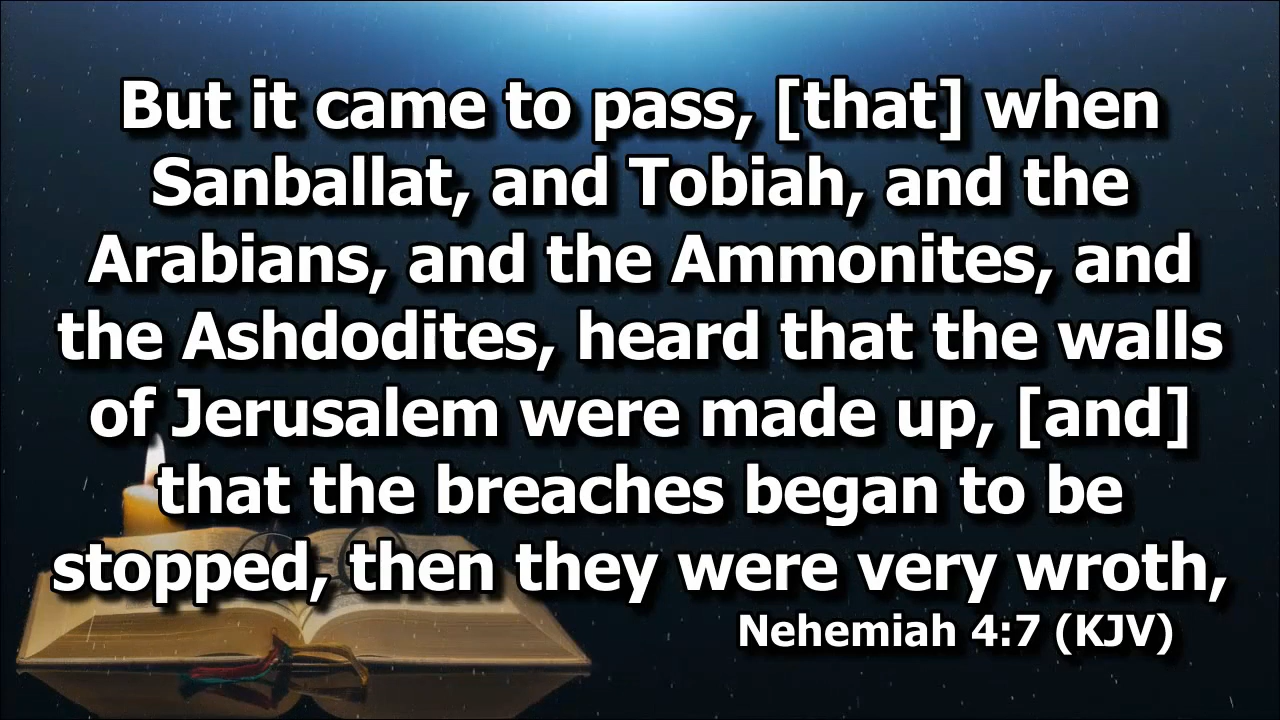 But it came to pass, [that] when
Sanballat, and Tobiah, and the
Arabians, and the Ammonites, and
the Ashdodites, heard that the walls
of Jerusalem were made up, [and]
that the breaches began to be
stopped, then they were very wroth,
Nehemiah 4:7 (KJV)